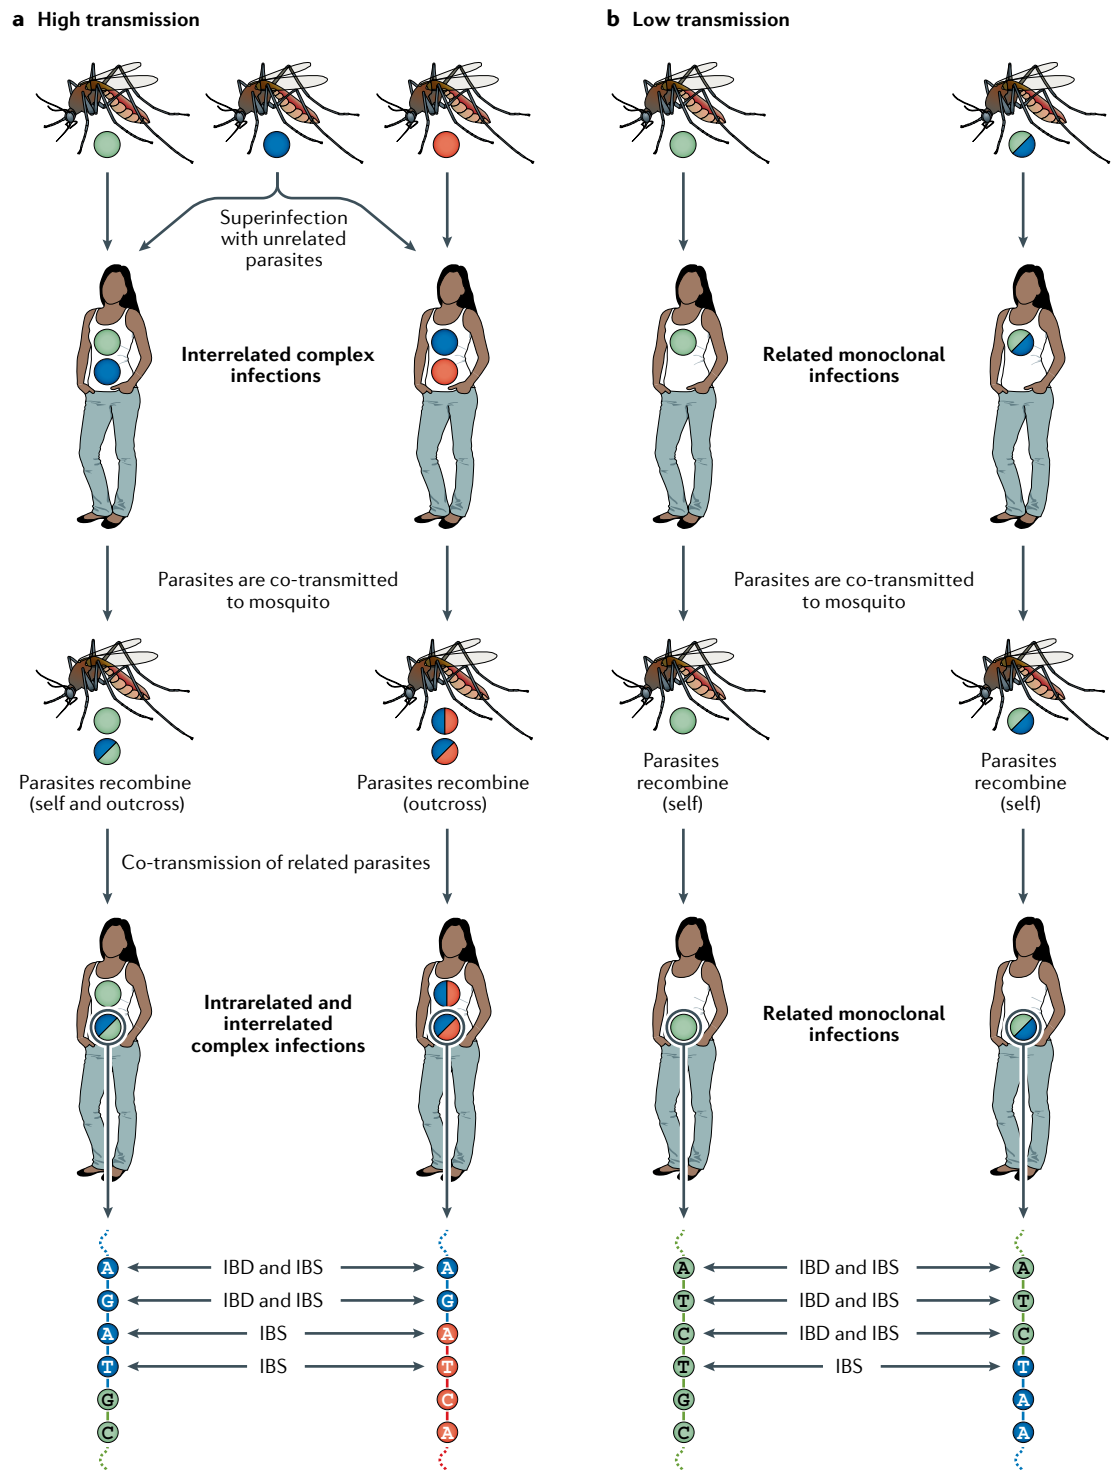 a High transmission
b Low transmission
Superinfection
with unrelated
parasites
Interrelated complex
infections
Related monoclonal
infections
Parasites are co-transmitted
to mosquito
Parasites are co-transmitted
to mosquito
Parasites recombine
(self and outcross)
Parasites recombine
(outcross)
Parasites
recombine
(self)
Parasites
recombine
(self)
Co-transmission of related parasites
Intrarelated and
interrelated
complex infections
Related monoclonal
infections
A IBD and IBS A
G IBD and IBS G
A IBS A
T IBS T
G C
C A
A IBD and IBS A
T IBD and IBS T
C IBD and IBS C
T IBS T
G A
C A